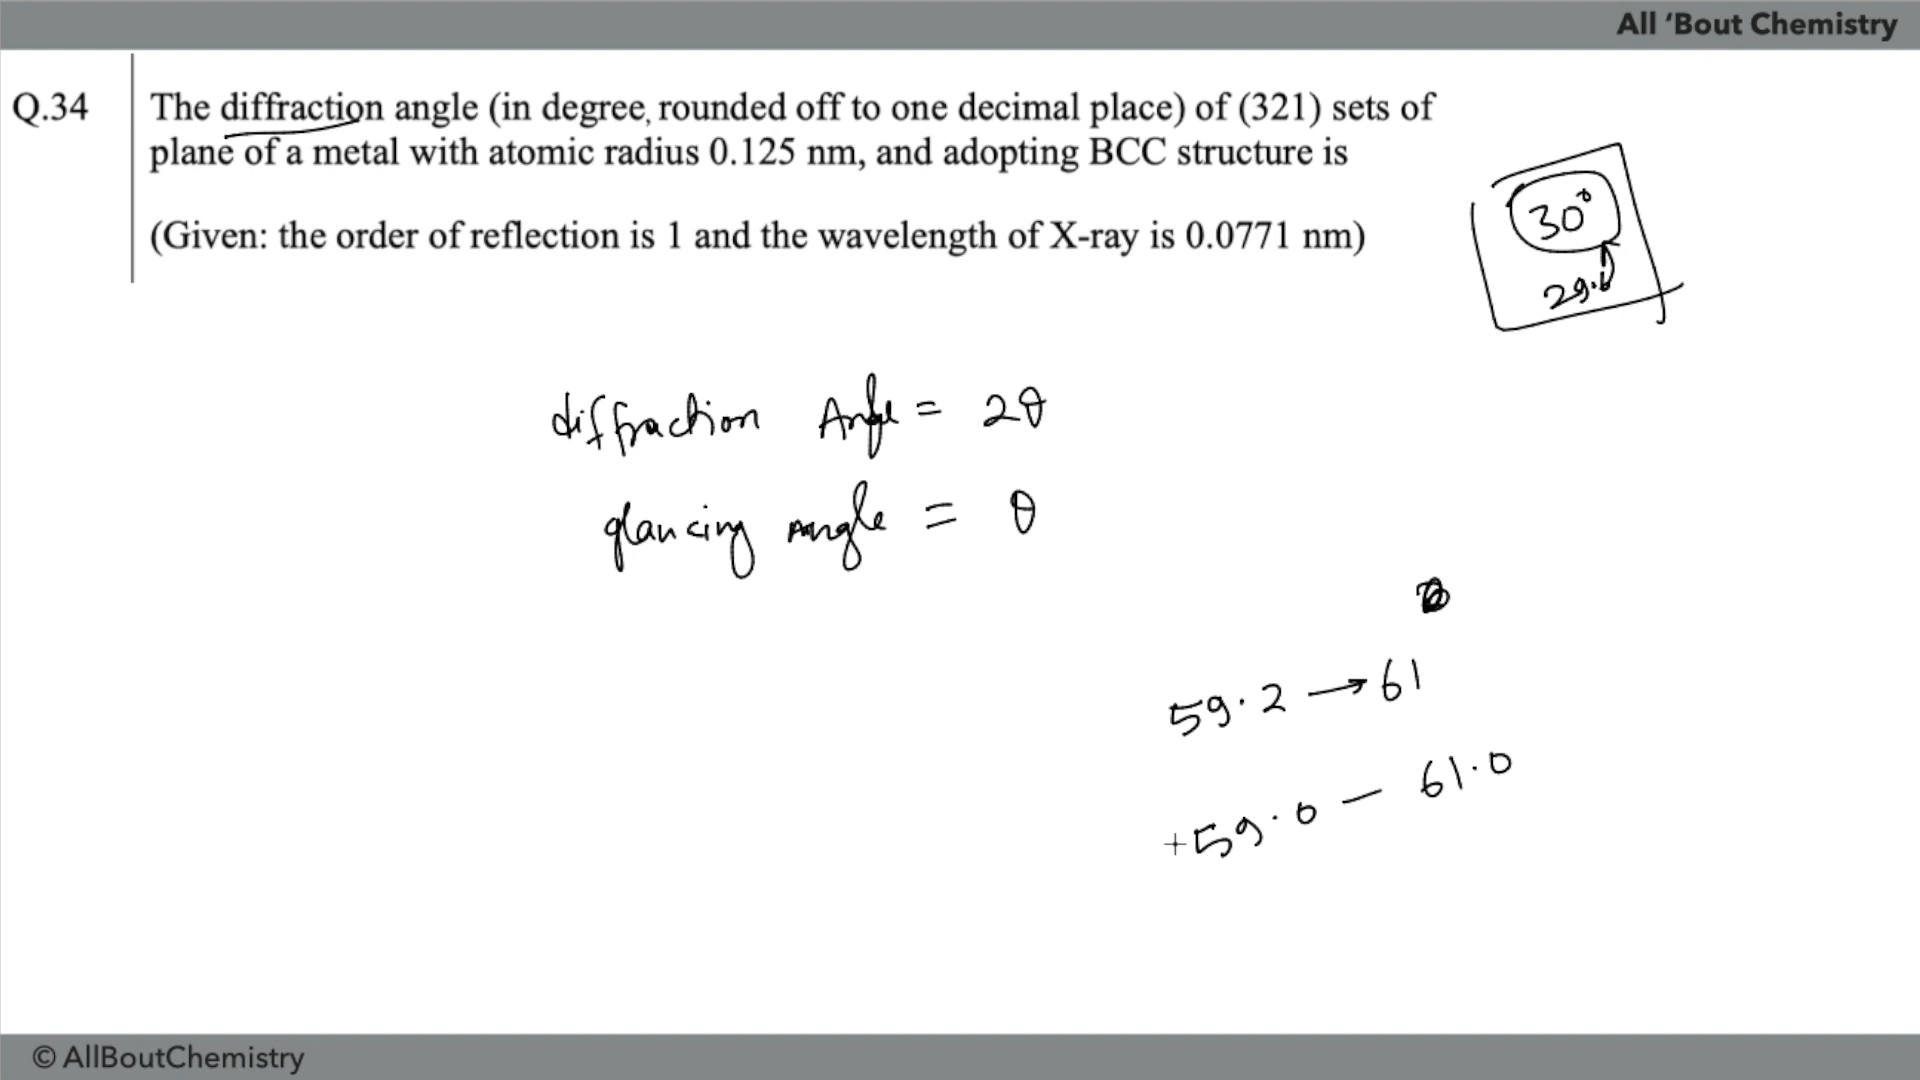 All ‘Bout Chemistry
Q.34
The diffraction angle (in degree, rounded off to one decimal place) of (321) sets of
plane of a metal with atomic radius 0.125 nm, and adopting BCC structure is
(Given: the order of reflection is 1 and the wavelength of X-ray is 0.0771 nm)
30°
29.6
diffraction Angle = 2θ
glancing angle = θ
59.2 → 61
+59.0 – 61.0
© AllBoutChemistry